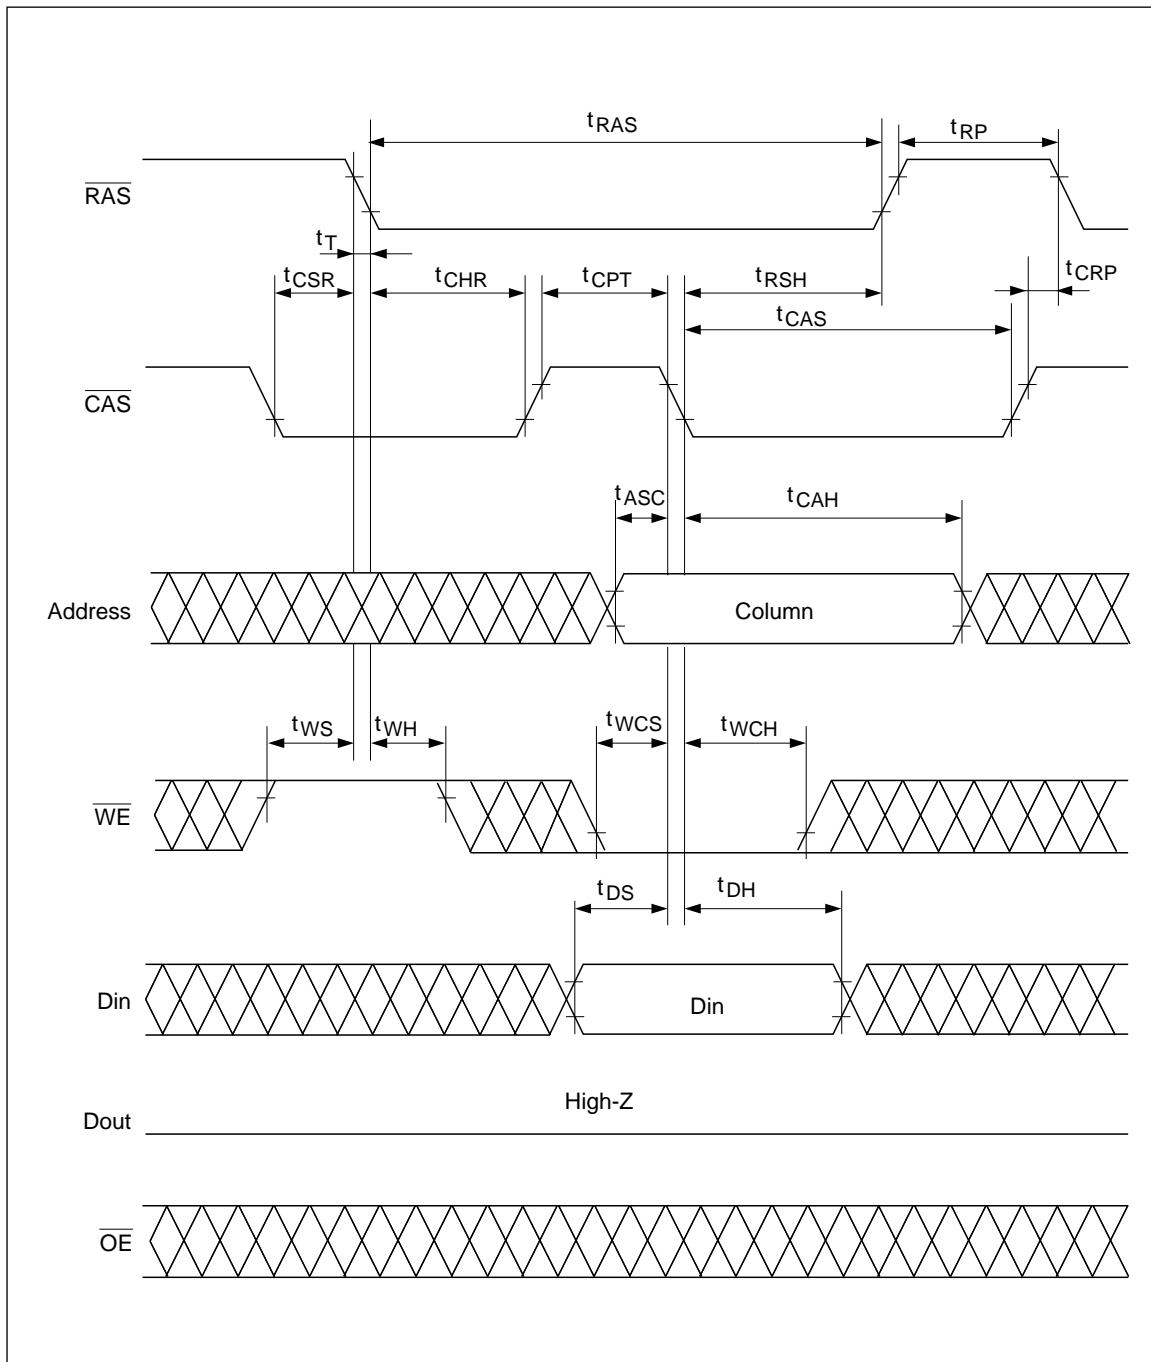 tRAS
tRP
RAS
tT
tCSR
tCHR
tCPT
tRSH
tCRP
tCAS
CAS
tASC
tCAH
Address
Column
tWS
tWH
tWCS
tWCH
WE
tDS
tDH
Din
Din
High-Z
Dout
OE